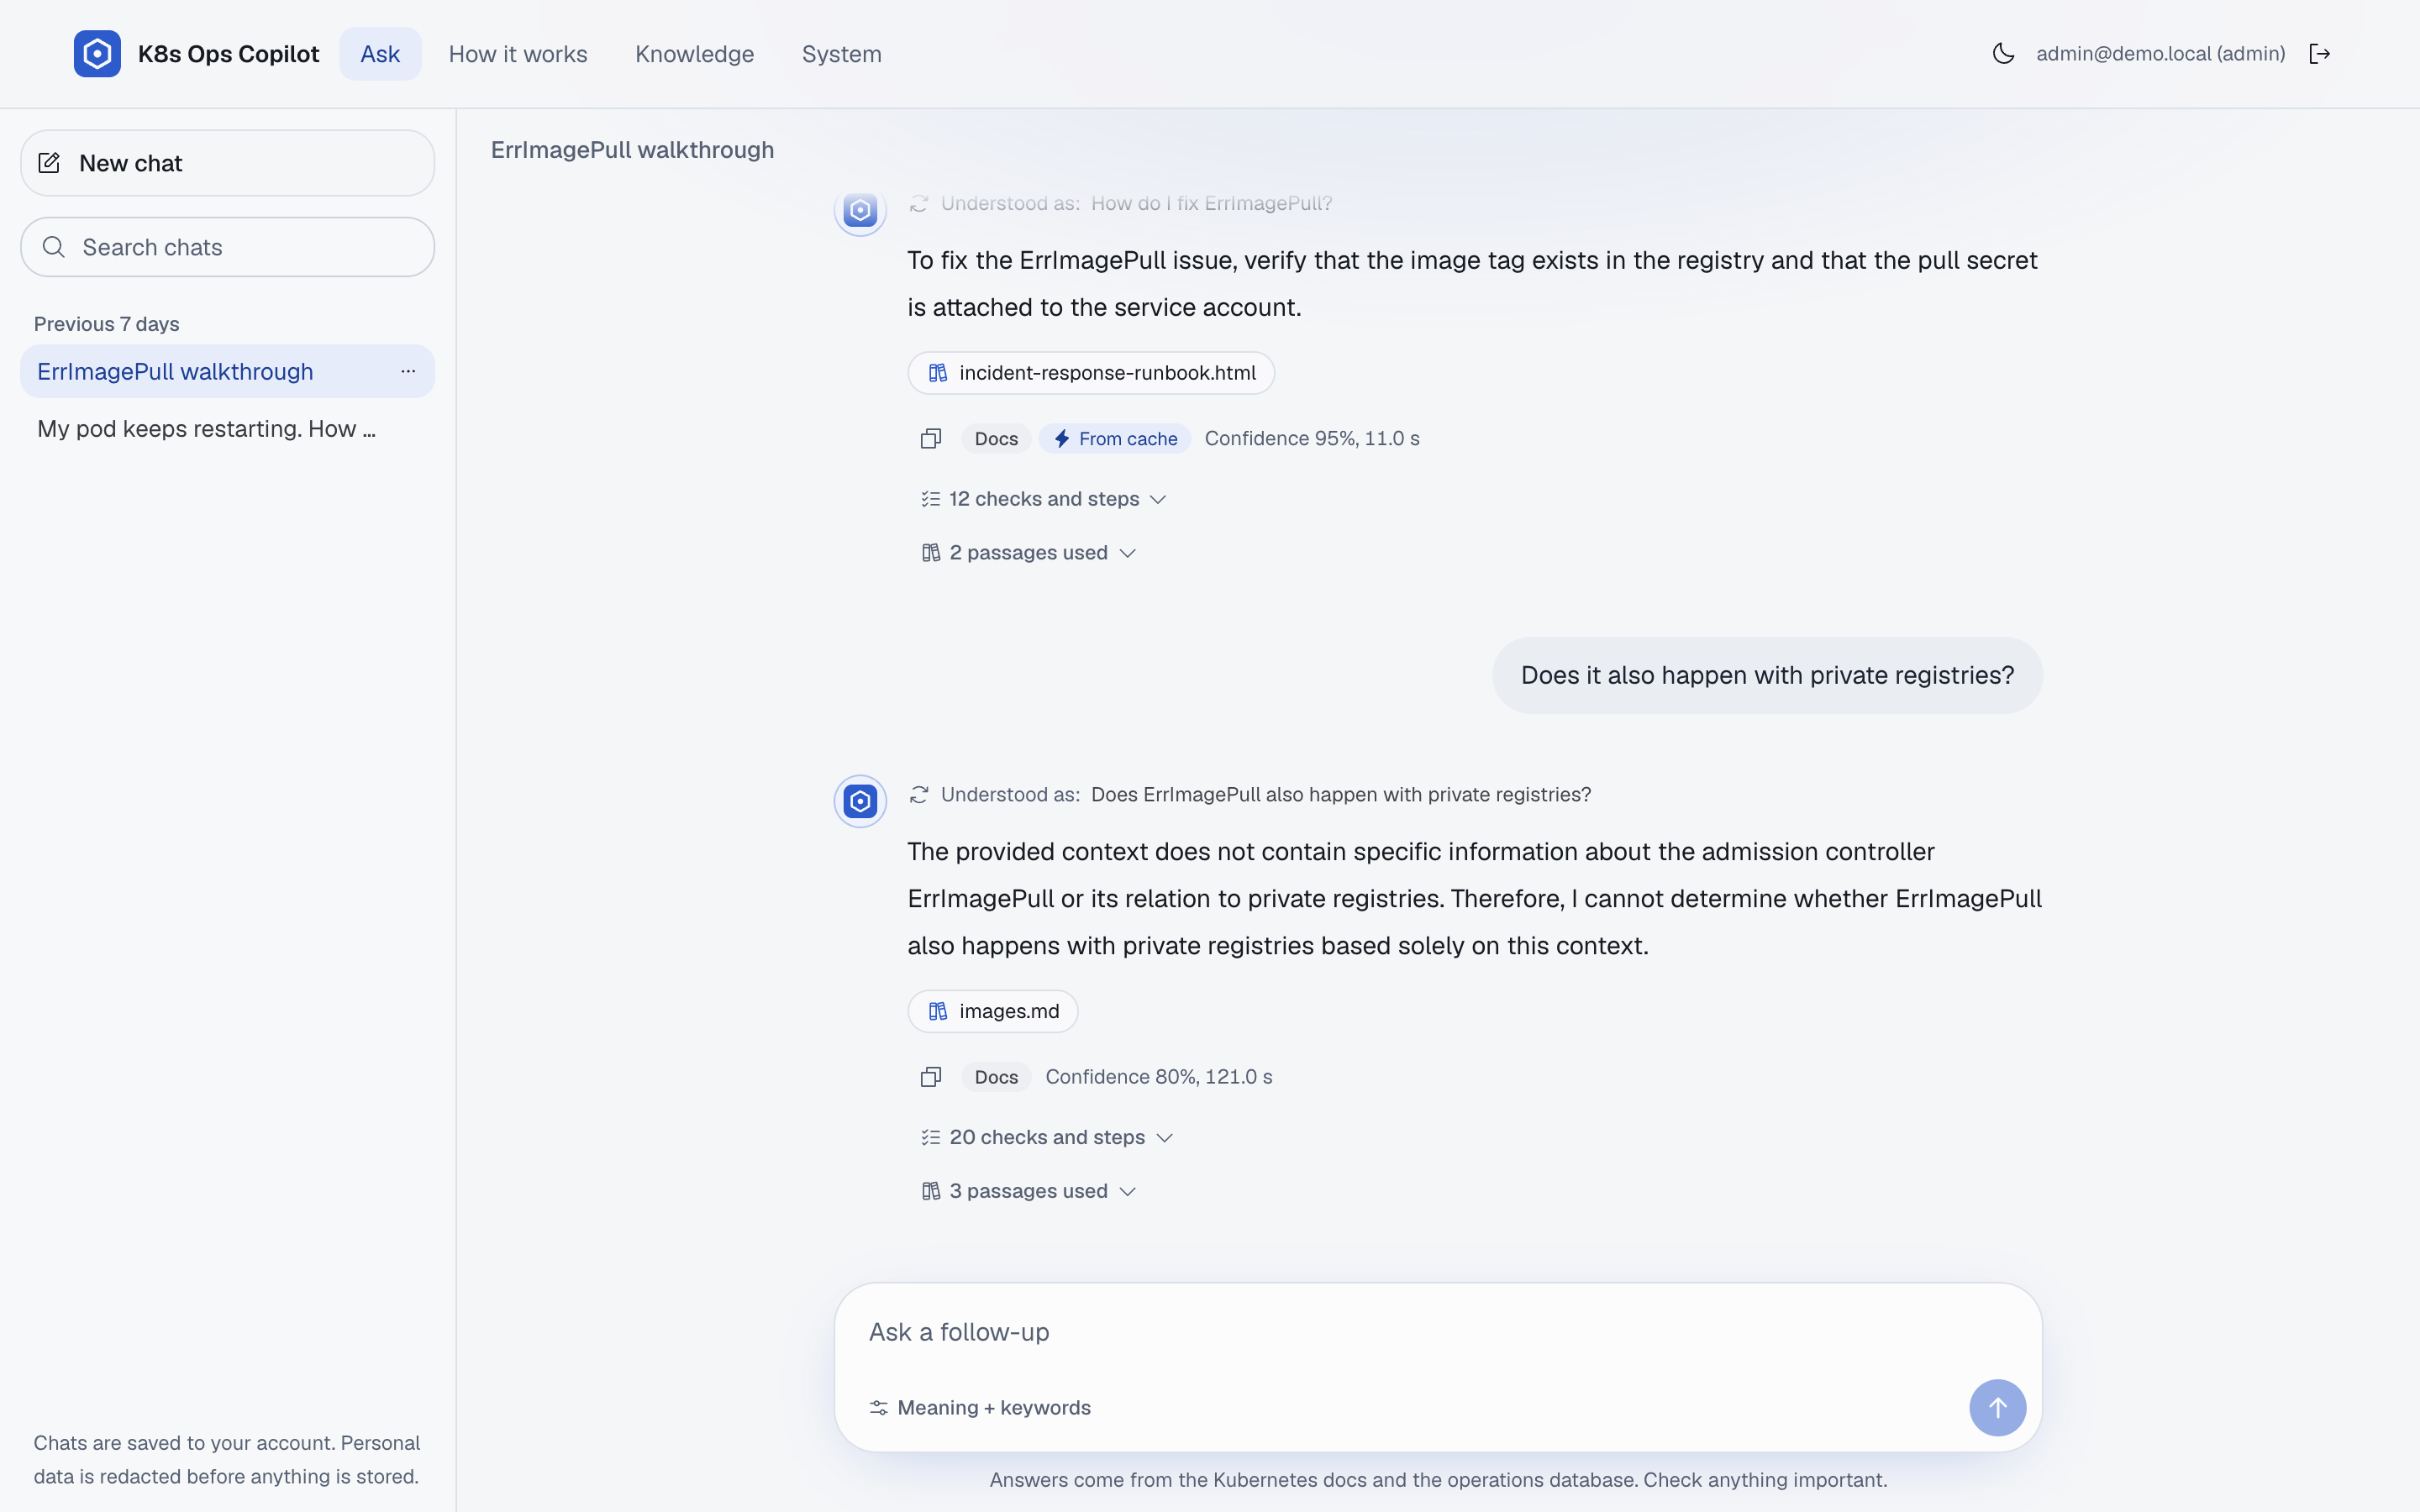 K8s Ops Copilot
Ask
How it works
Knowledge
System
admin@demo.local (admin)
New chat
Search chats
Previous 7 days
ErrImagePull walkthrough
My pod keeps restarting. How ...
Chats are saved to your account. Personal
data is redacted before anything is stored.
ErrImagePull walkthrough
Understood as: How do I fix ErrImagePull?
To fix the ErrImagePull issue, verify that the image tag exists in the registry and that the pull secret
is attached to the service account.
incident-response-runbook.html
Docs
From cache
Confidence 95%, 11.0 s
12 checks and steps
2 passages used
Does it also happen with private registries?
Understood as: Does ErrImagePull also happen with private registries?
The provided context does not contain specific information about the admission controller
ErrImagePull or its relation to private registries. Therefore, I cannot determine whether ErrImagePull
also happens with private registries based solely on this context.
images.md
Docs
Confidence 80%, 121.0 s
20 checks and steps
3 passages used
Ask a follow-up
Meaning + keywords
Answers come from the Kubernetes docs and the operations database. Check anything important.